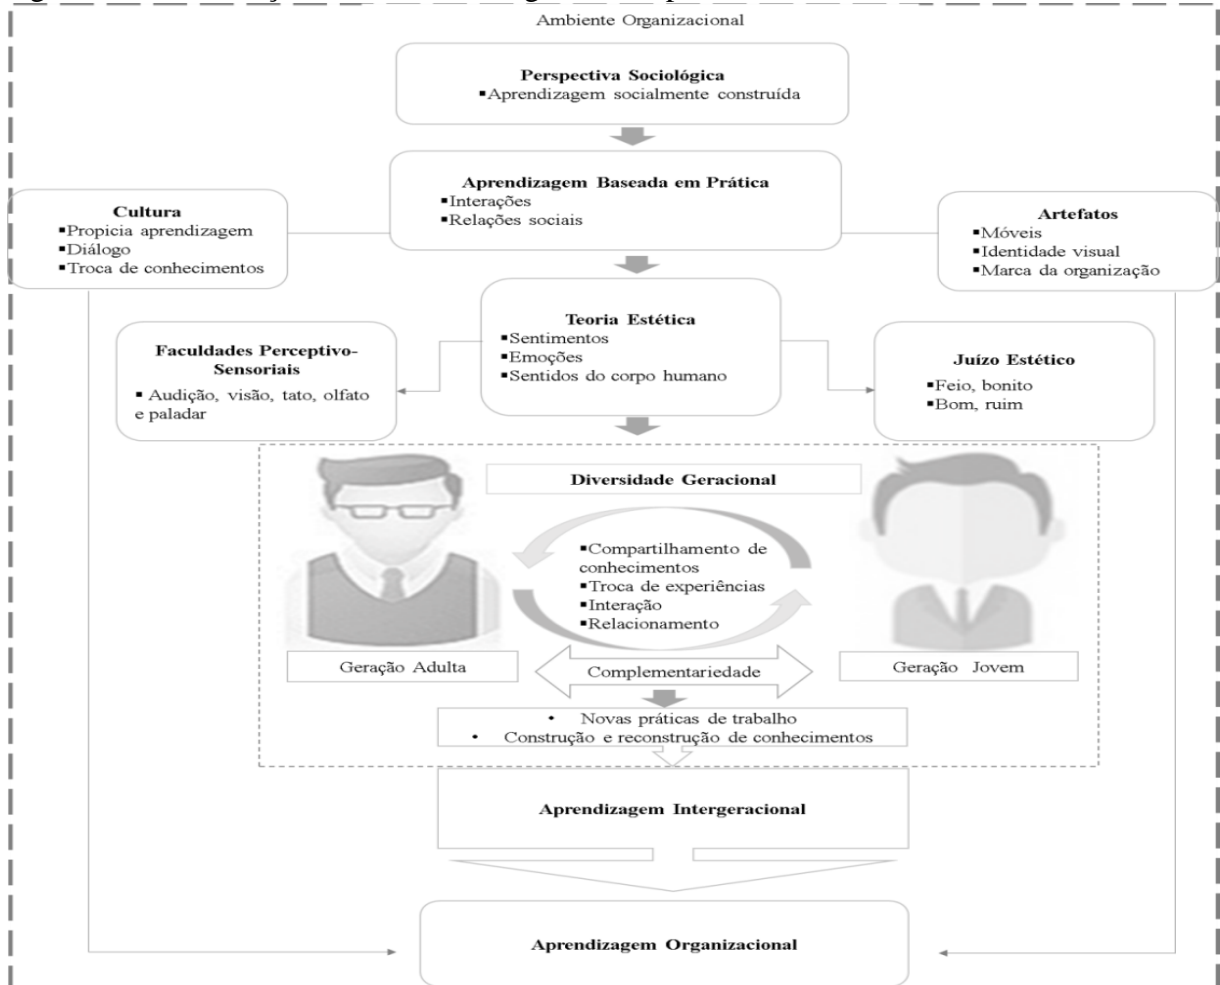 Ambiente Organizacional
Perspectiva Sociológica
▪Aprendizagem socialmente construída
Aprendizagem Baseada em Prática
▪Interações
▪Relações sociais
Cultura
▪Propicia aprendizagem
▪Diálogo
▪Troca de conhecimentos
Artefatos
▪Móveis
▪Identidade visual
▪Marca da organização
Teoria Estética
▪Sentimentos
▪Emoções
▪Sentidos do corpo humano
Faculdades Perceptivo-
Sensoriais
▪ Audição, visão, tato, olfato
e paladar
Juízo Estético
▪Feio, bonito
▪Bom, ruim
Diversidade Geracional
▪Compartilhamento de
conhecimentos
▪Troca de experiências
▪Interação
▪Relacionamento
Geração Adulta
Complementariedade
Geração Jovem
• Novas práticas de trabalho
• Construção e reconstrução de conhecimentos
Aprendizagem Intergeracional
Aprendizagem Organizacional